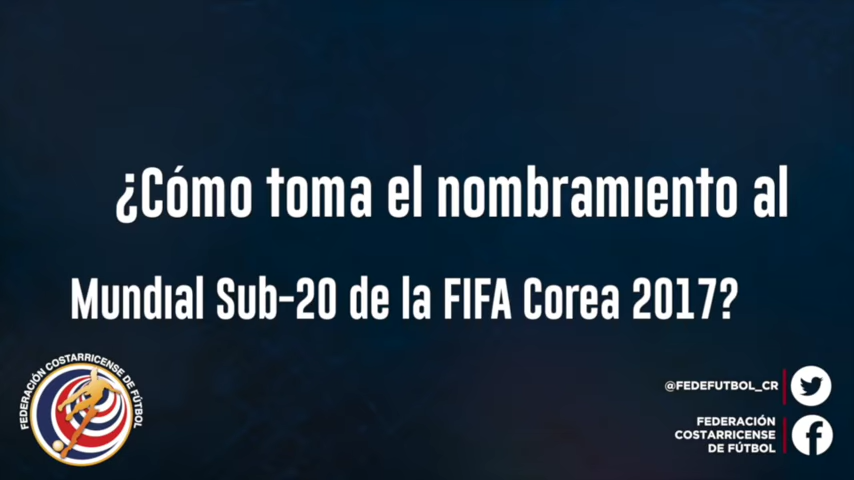 ¿Cómo toma el nombramiento al
Mundial Sub-20 de la FIFA Corea 2017?
FEDERACIÓN COSTARRICENSE DE FÚTBOL
@FEDEFUTBOL_CR
FEDERACIÓN
COSTARRICENSE
DE FÚTBOL